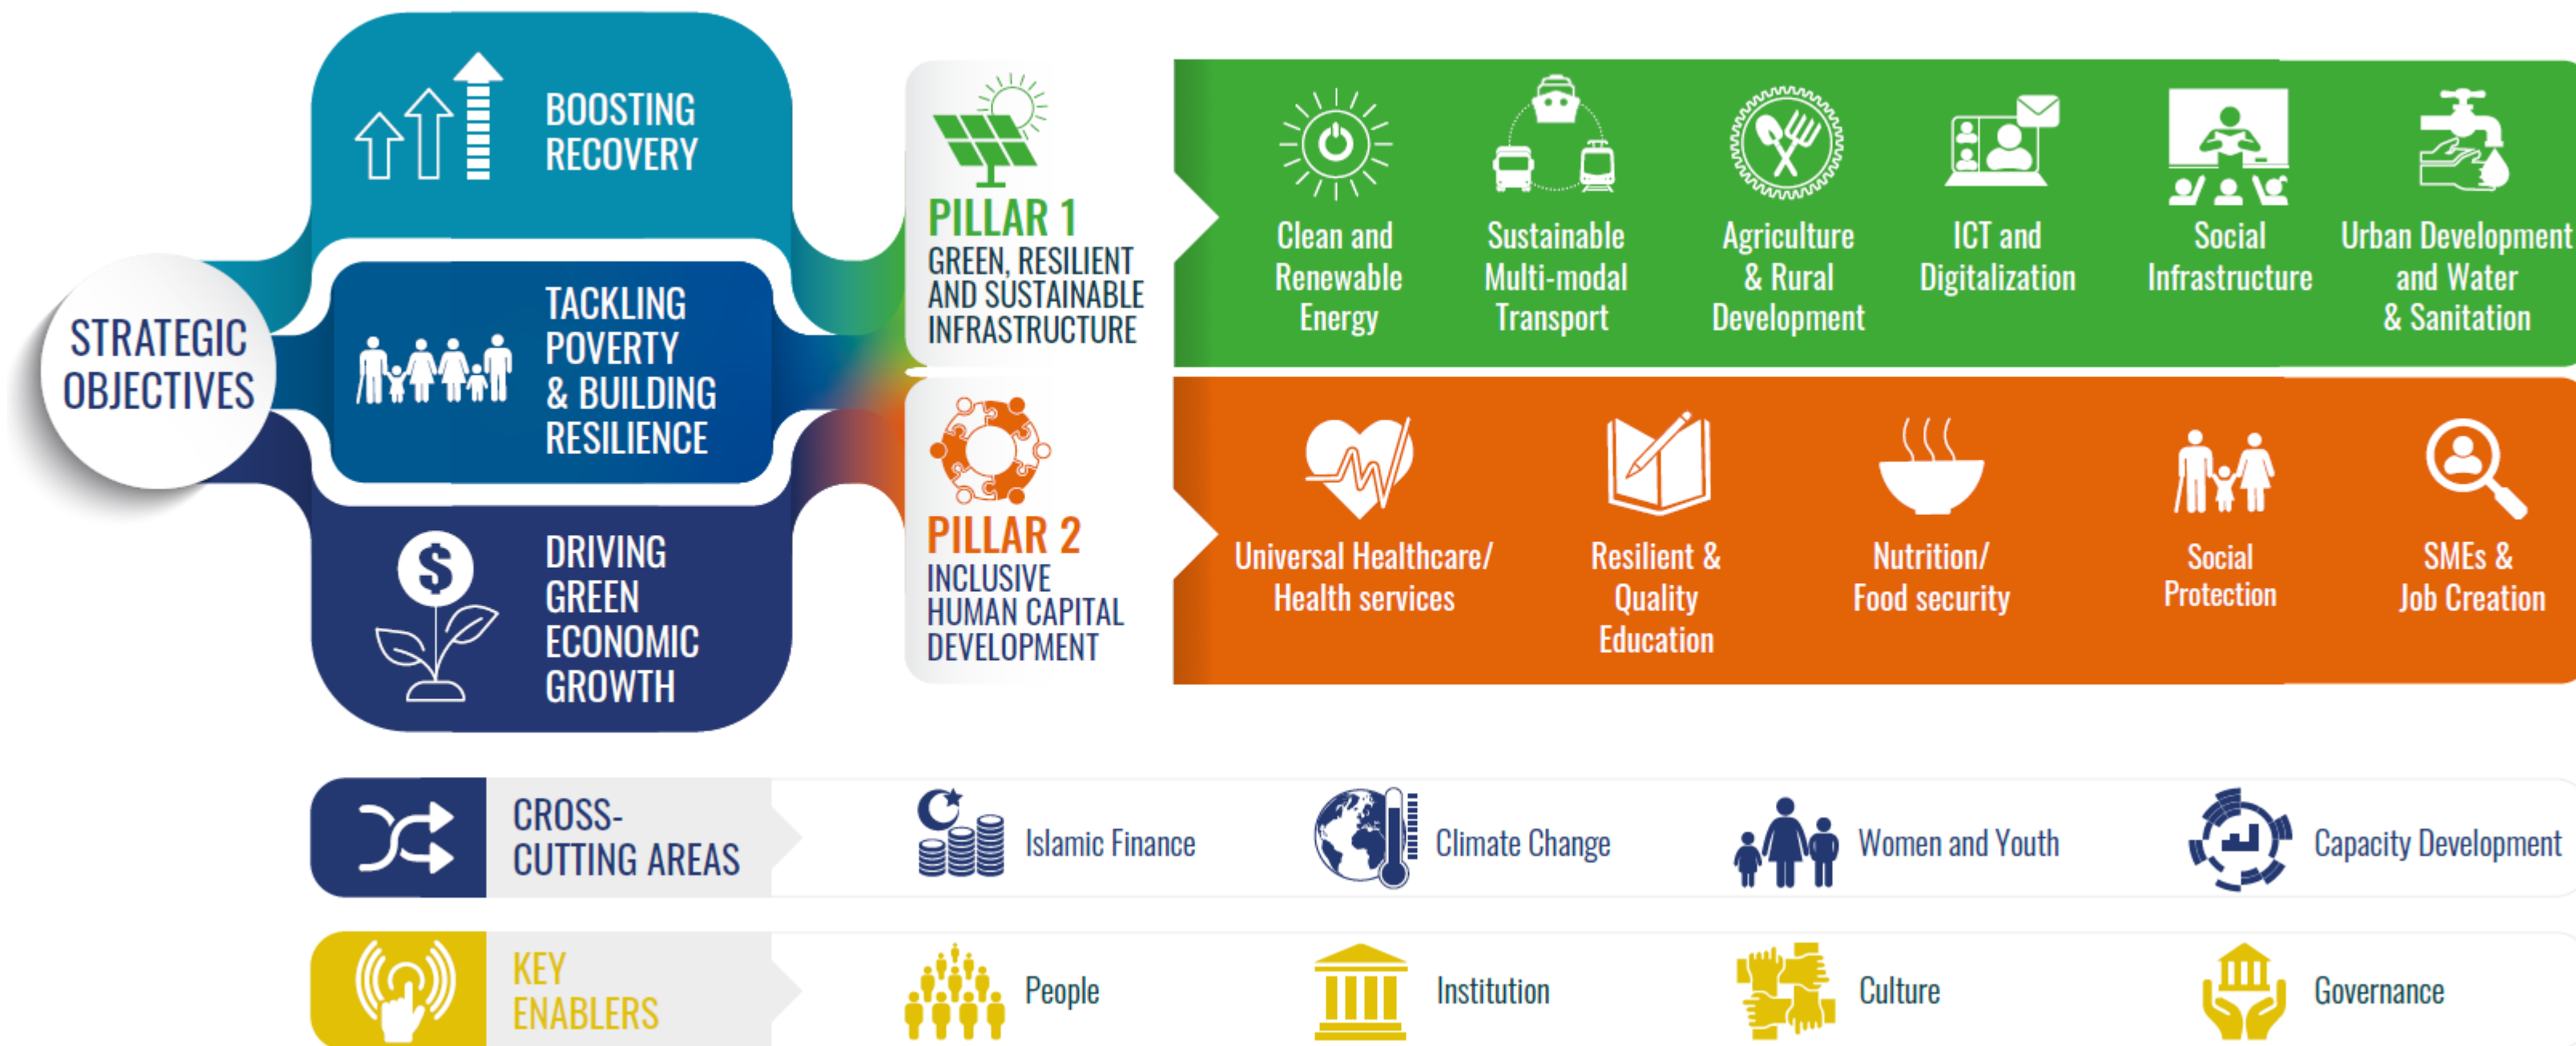 STRATEGIC
OBJECTIVES
BOOSTING
RECOVERY
TACKLING
POVERTY
& BUILDING
RESILIENCE
$
DRIVING
GREEN
ECONOMIC
GROWTH
PILLAR 1
GREEN, RESILIENT
AND SUSTAINABLE
INFRASTRUCTURE
Clean and
Renewable
Energy
Sustainable
Multi-modal
Transport
Agriculture
& Rural
Development
ICT and
Digitalization
Social
Infrastructure
Urban Development
and Water
& Sanitation
PILLAR 2
INCLUSIVE
HUMAN CAPITAL
DEVELOPMENT
Universal Healthcare/
Health services
Resilient &
Quality
Education
Nutrition/
Food security
Social
Protection
SMEs &
Job Creation
CROSS-
CUTTING AREAS
Islamic Finance
Climate Change
Women and Youth
Capacity Development
KEY
ENABLERS
People
Institution
Culture
Governance